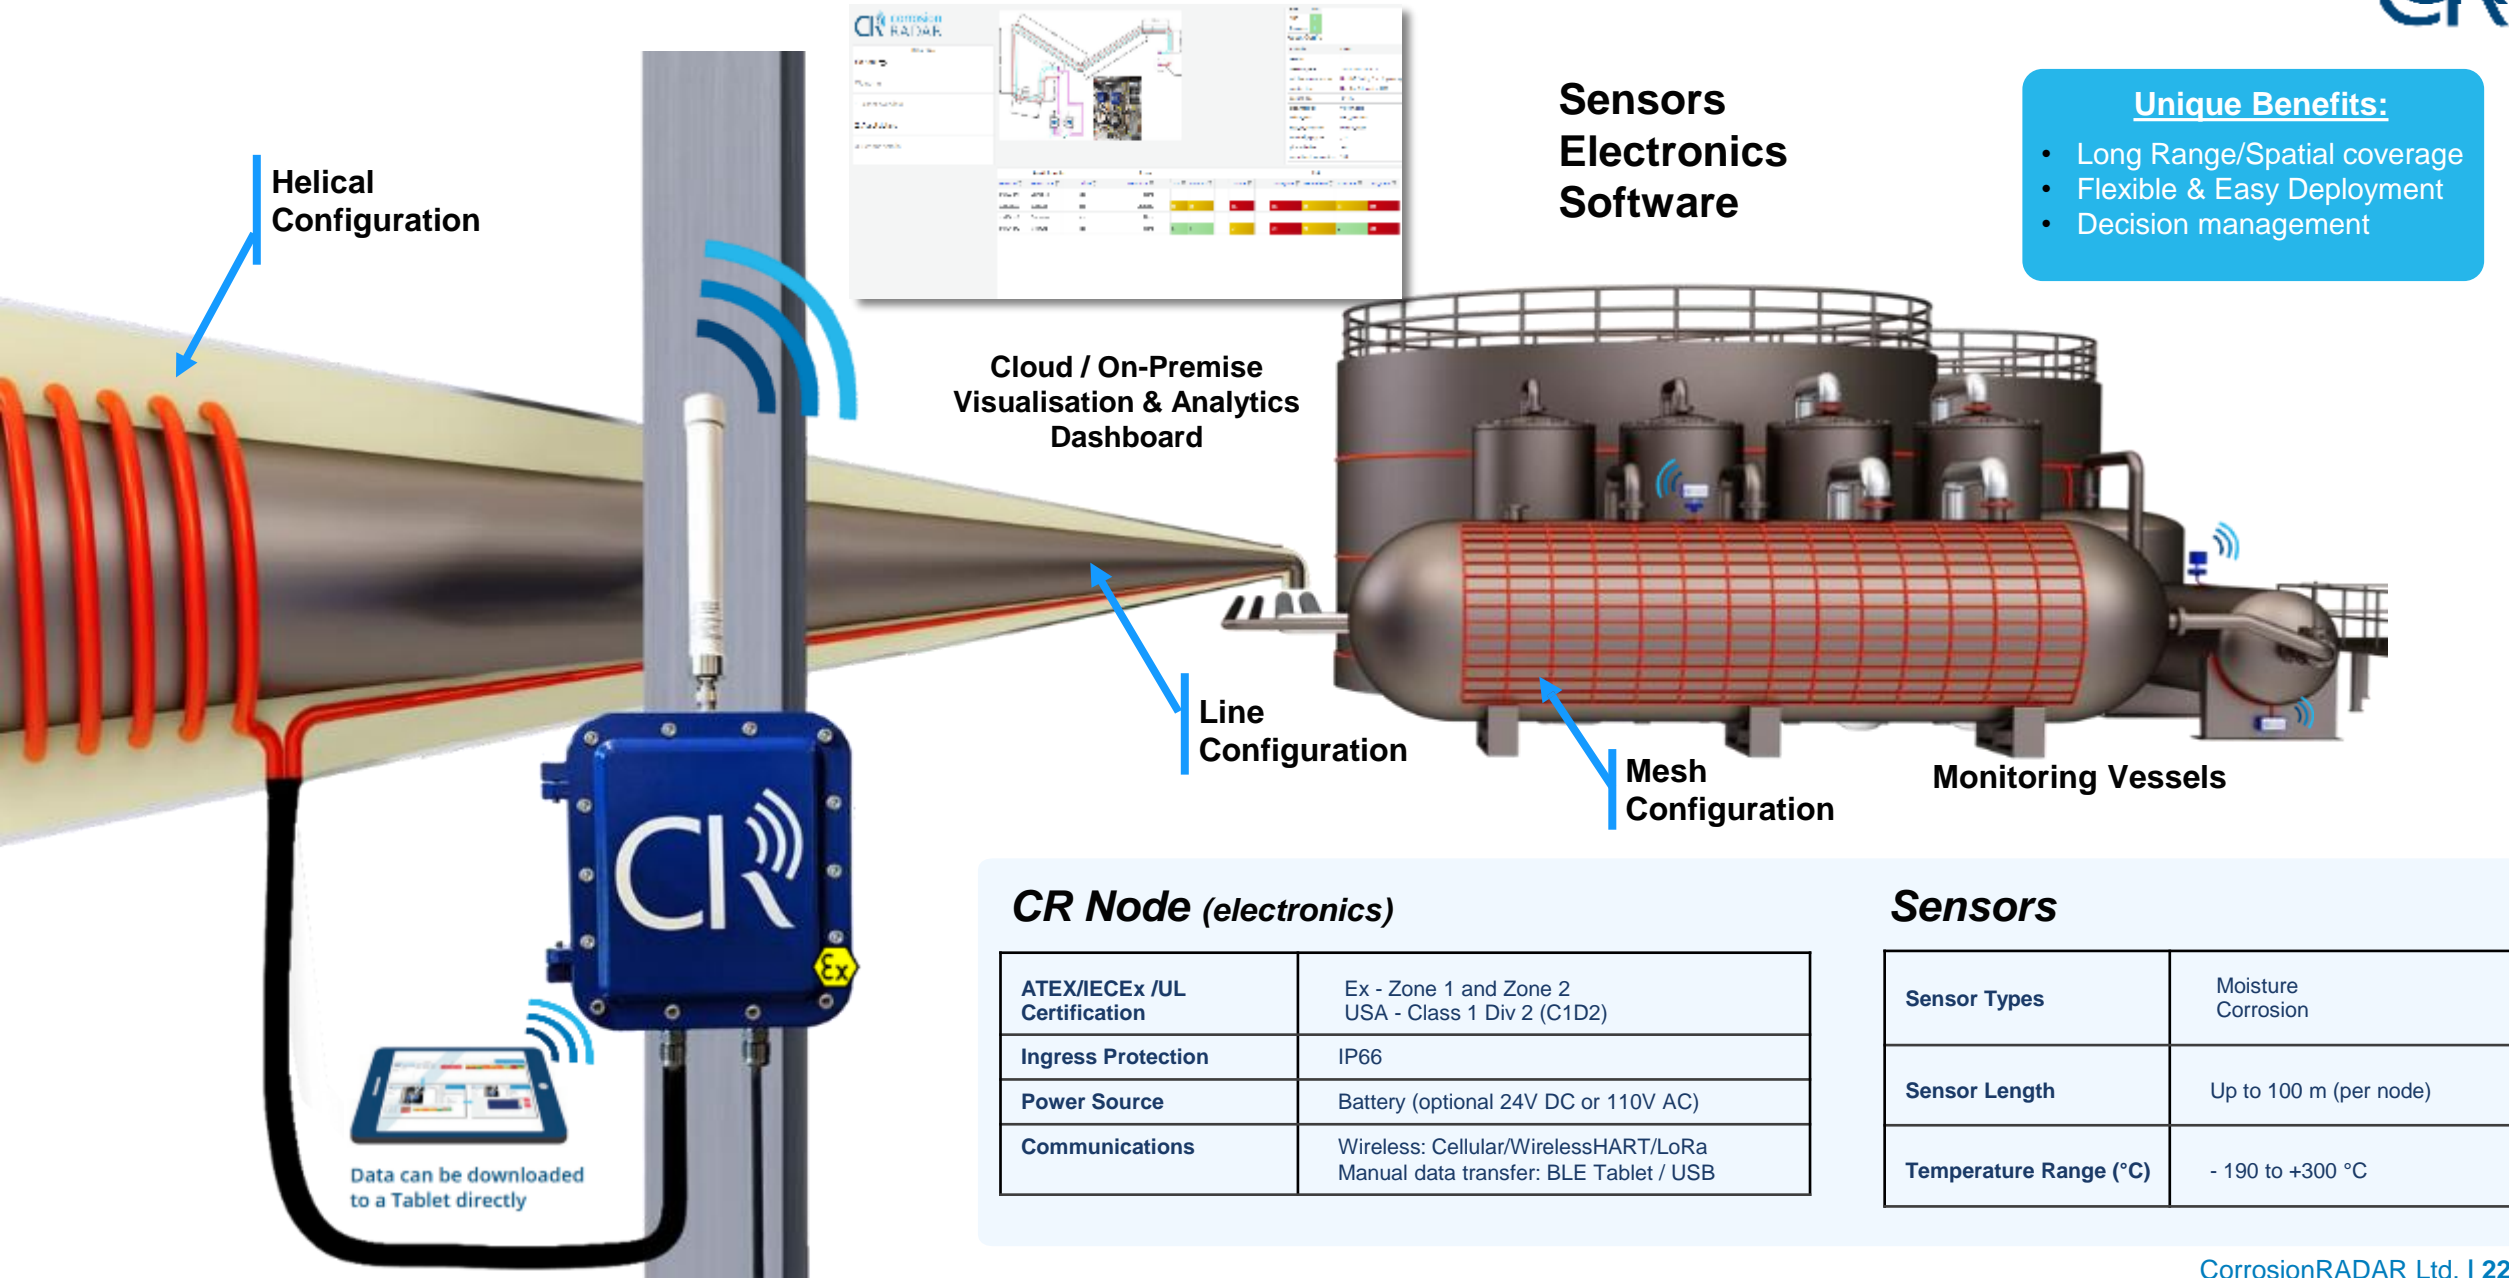 corrosion
RADAR
CR
Sensors
Electronics
Software
Unique Benefits:
• Long Range/Spatial coverage
• Flexible & Easy Deployment
• Decision management
Helical
Configuration
Cloud / On-Premise
Visualisation & Analytics
Dashboard
Line
Configuration
Mesh
Configuration
Monitoring Vessels
CR
Ex
Data can be downloaded
to a Tablet directly
CR Node (electronics)
ATEX/IECEx /UL
Certification
Ex - Zone 1 and Zone 2
USA - Class 1 Div 2 (C1D2)
Ingress Protection
IP66
Power Source
Battery (optional 24V DC or 110V AC)
Communications
Wireless: Cellular/WirelessHART/LoRa
Manual data transfer: BLE Tablet / USB
Sensors
Sensor Types
Moisture
Corrosion
Sensor Length
Up to 100 m (per node)
Temperature Range (°C)
- 190 to +300 °C
CorrosionRADAR Ltd. | 22